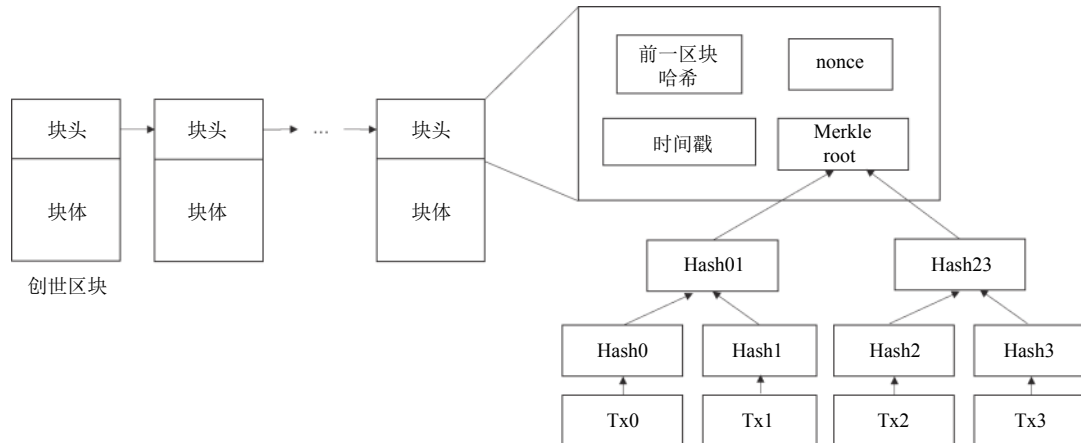 前一区块
哈希
nonce
块头
块头
...
块头
时间戳
Merkle
root
块体
块体
块体
创世区块
Hash01
Hash23
Hash0
Hash1
Hash2
Hash3
Tx0
Tx1
Tx2
Tx3